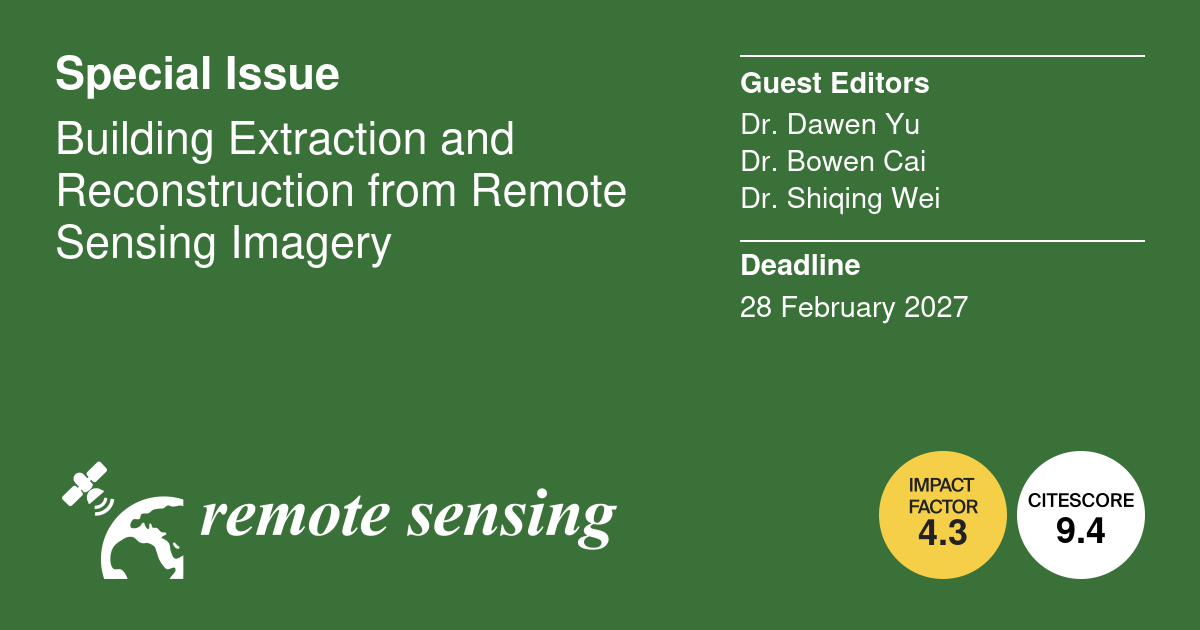 Special Issue
Building Extraction and
Reconstruction from Remote
Sensing Imagery
Guest Editors
Dr. Dawen Yu
Dr. Bowen Cai
Dr. Shiqing Wei
Deadline
28 February 2027
remote sensing
IMPACT
FACTOR
4.3
CITESCORE
9.4